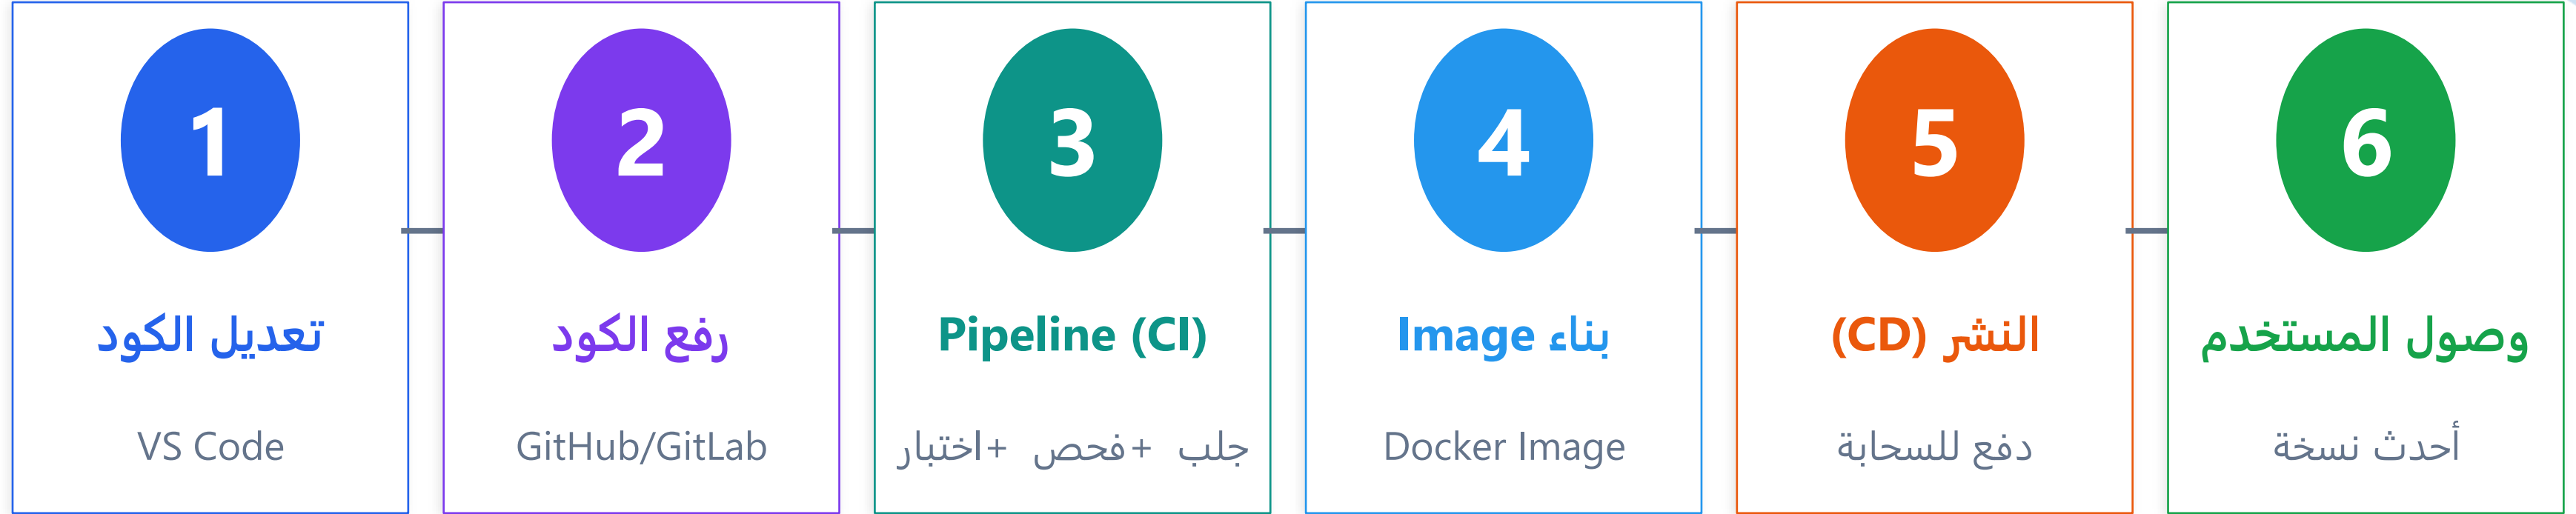 1
تعديل الكود
VS Code
2
رفع الكود
GitHub/GitLab
3
Pipeline (CI)
جلب +فحص +اختبار
4
بناء Image
Docker Image
5
النشر (CD)
دفع للسحابة
6
وصول المستخدم
أحدث نسخة